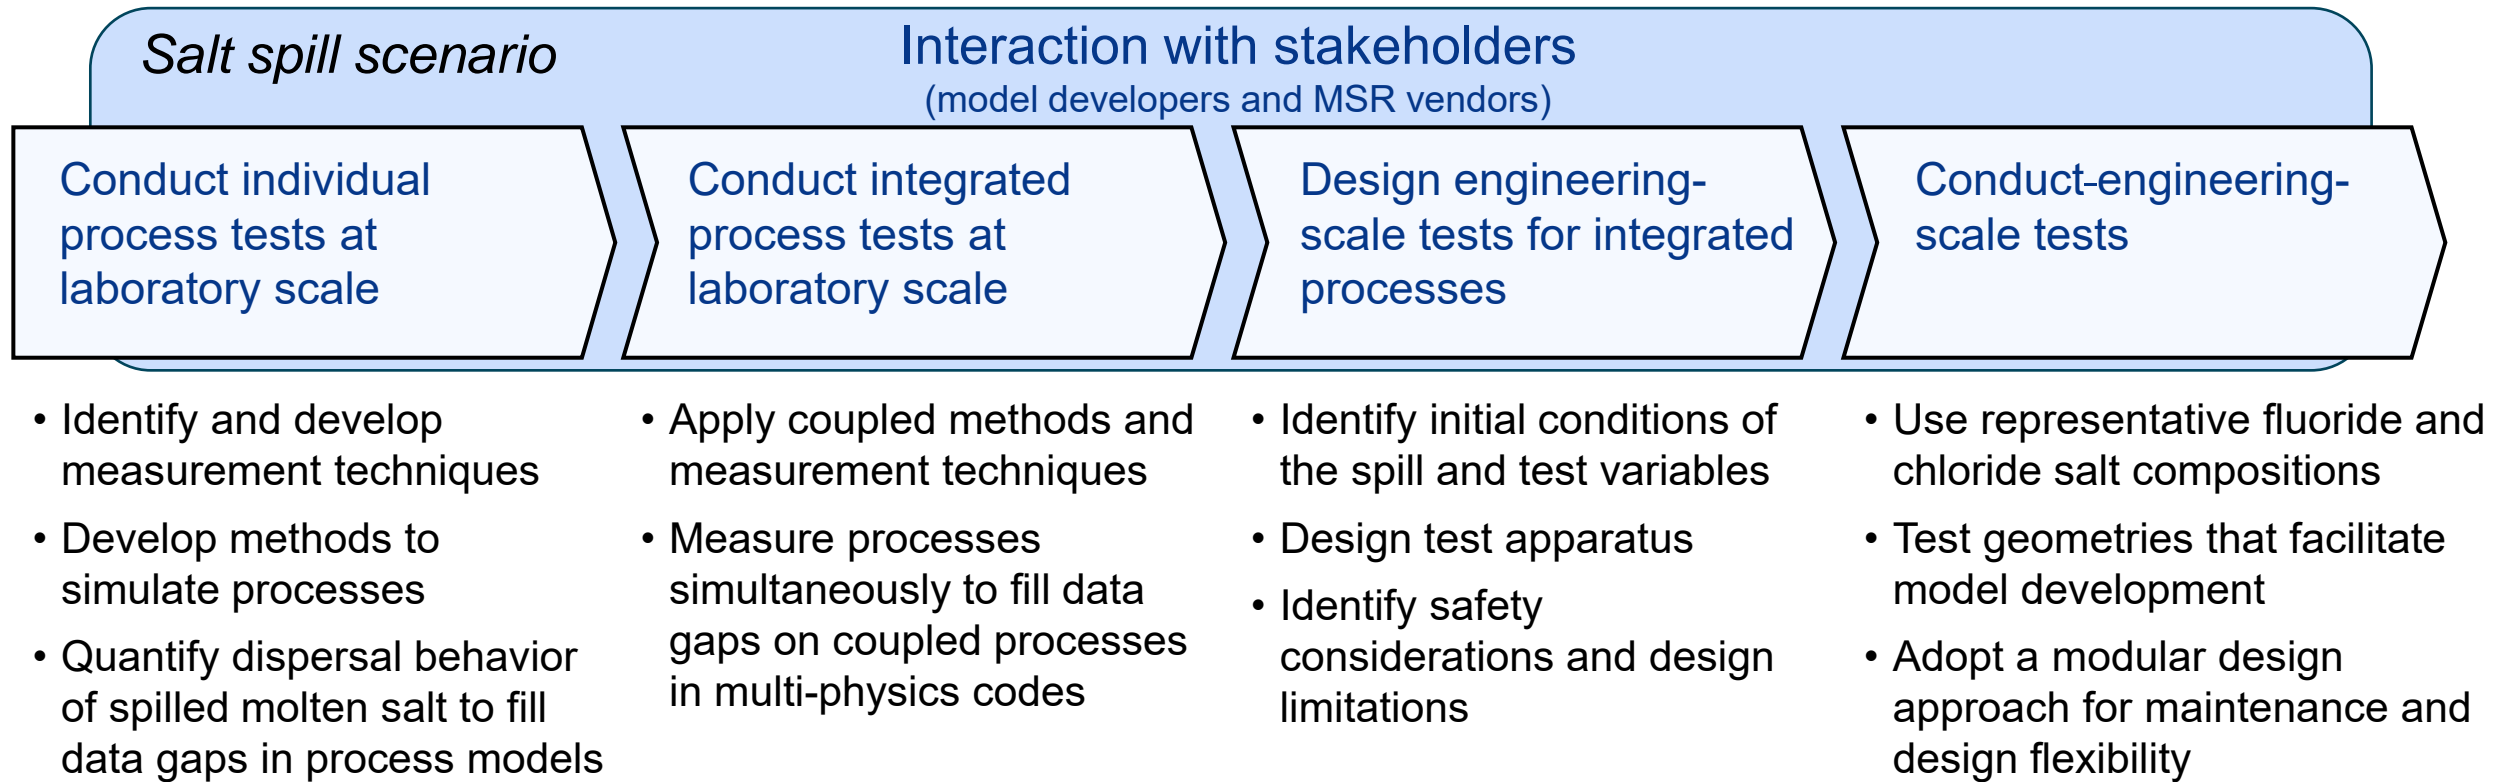 Salt spill scenario
Interaction with stakeholders
(model developers and MSR vendors)
Conduct individual
process tests at
laboratory scale
Conduct integrated
process tests at
laboratory scale
Design engineering-
scale tests for integrated
processes
Conduct-engineering-
scale tests
• Identify and develop
measurement techniques
• Develop methods to
simulate processes
• Quantify dispersal behavior
of spilled molten salt to fill
data gaps in process models
• Apply coupled methods and
measurement techniques
• Measure processes
simultaneously to fill data
gaps on coupled processes
in multi-physics codes
• Identify initial conditions of
the spill and test variables
• Design test apparatus
• Identify safety
considerations and design
limitations
• Use representative fluoride and
chloride salt compositions
• Test geometries that facilitate
model development
• Adopt a modular design
approach for maintenance and
design flexibility